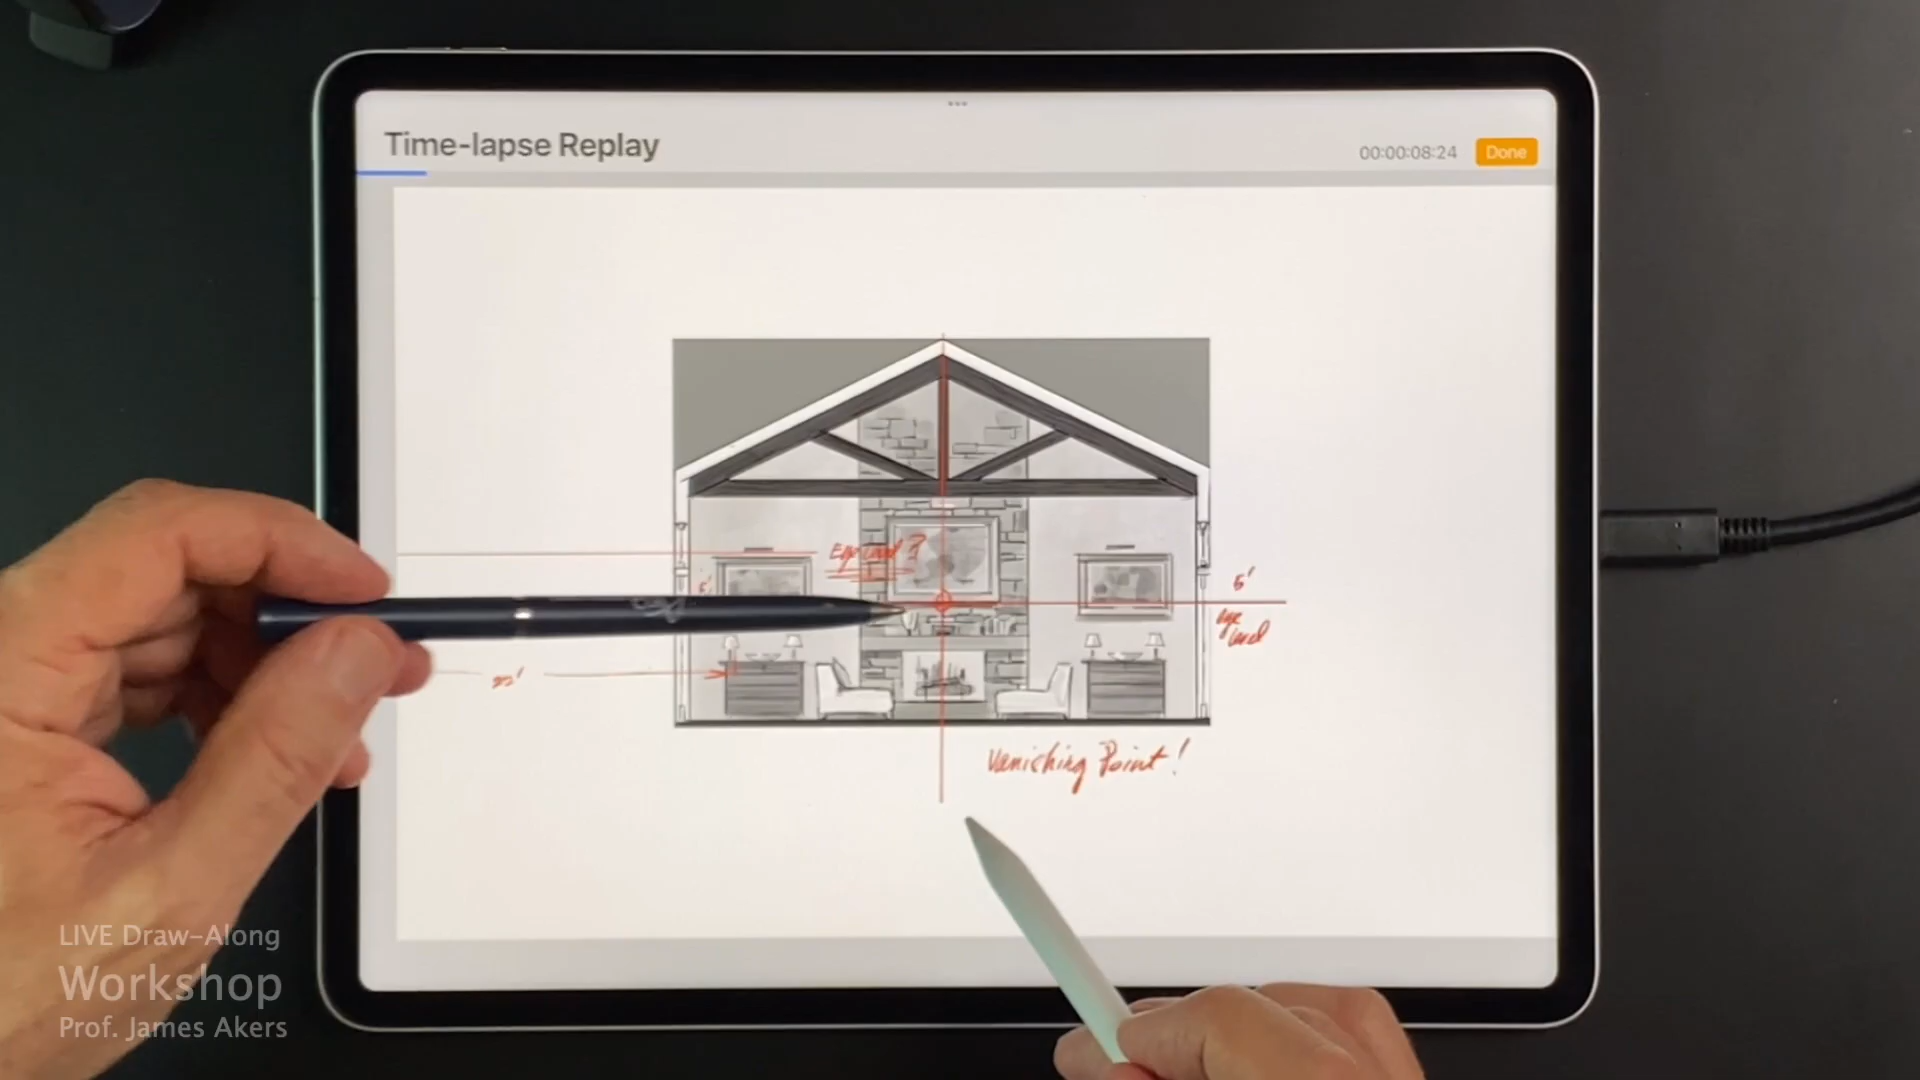 Time-lapse Replay
00:00:08:24
Done
Eye Level ?
5'
5'
eye
level
22'
Vanishing Point!
LIVE Draw-Along
Workshop
Prof. James Akers